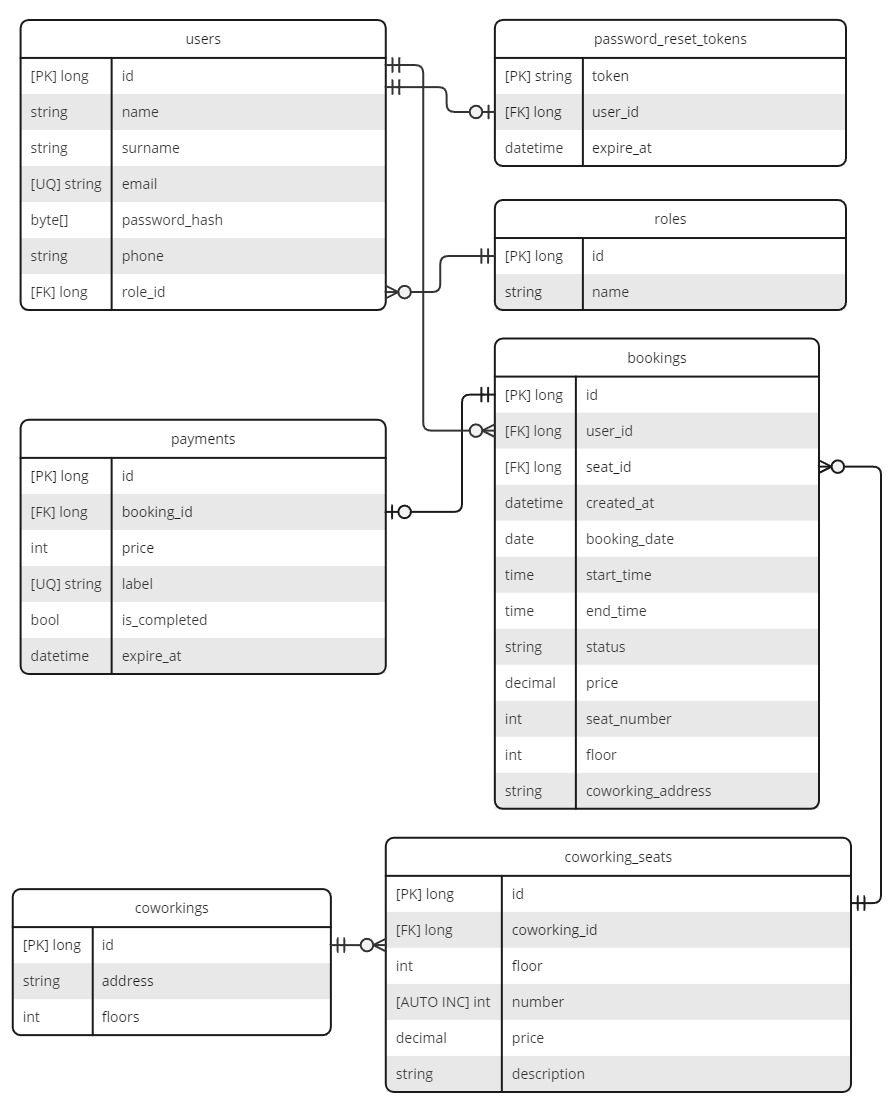 users
[PK] long id
string name
string surname
[UQ] string email
byte[] password_hash
string phone
[FK] long role_id
password_reset_tokens
[PK] string token
[FK] long user_id
datetime expire_at
roles
[PK] long id
string name
bookings
[PK] long id
[FK] long user_id
[FK] long seat_id
datetime created_at
date booking_date
time start_time
time end_time
string status
decimal price
int seat_number
int floor
string coworking_address
payments
[PK] long id
[FK] long booking_id
int price
[UQ] string label
bool is_completed
datetime expire_at
coworking_seats
[PK] long id
[FK] long coworking_id
int floor
[AUTO INC] int number
decimal price
string description
coworkings
[PK] long id
string address
int floors